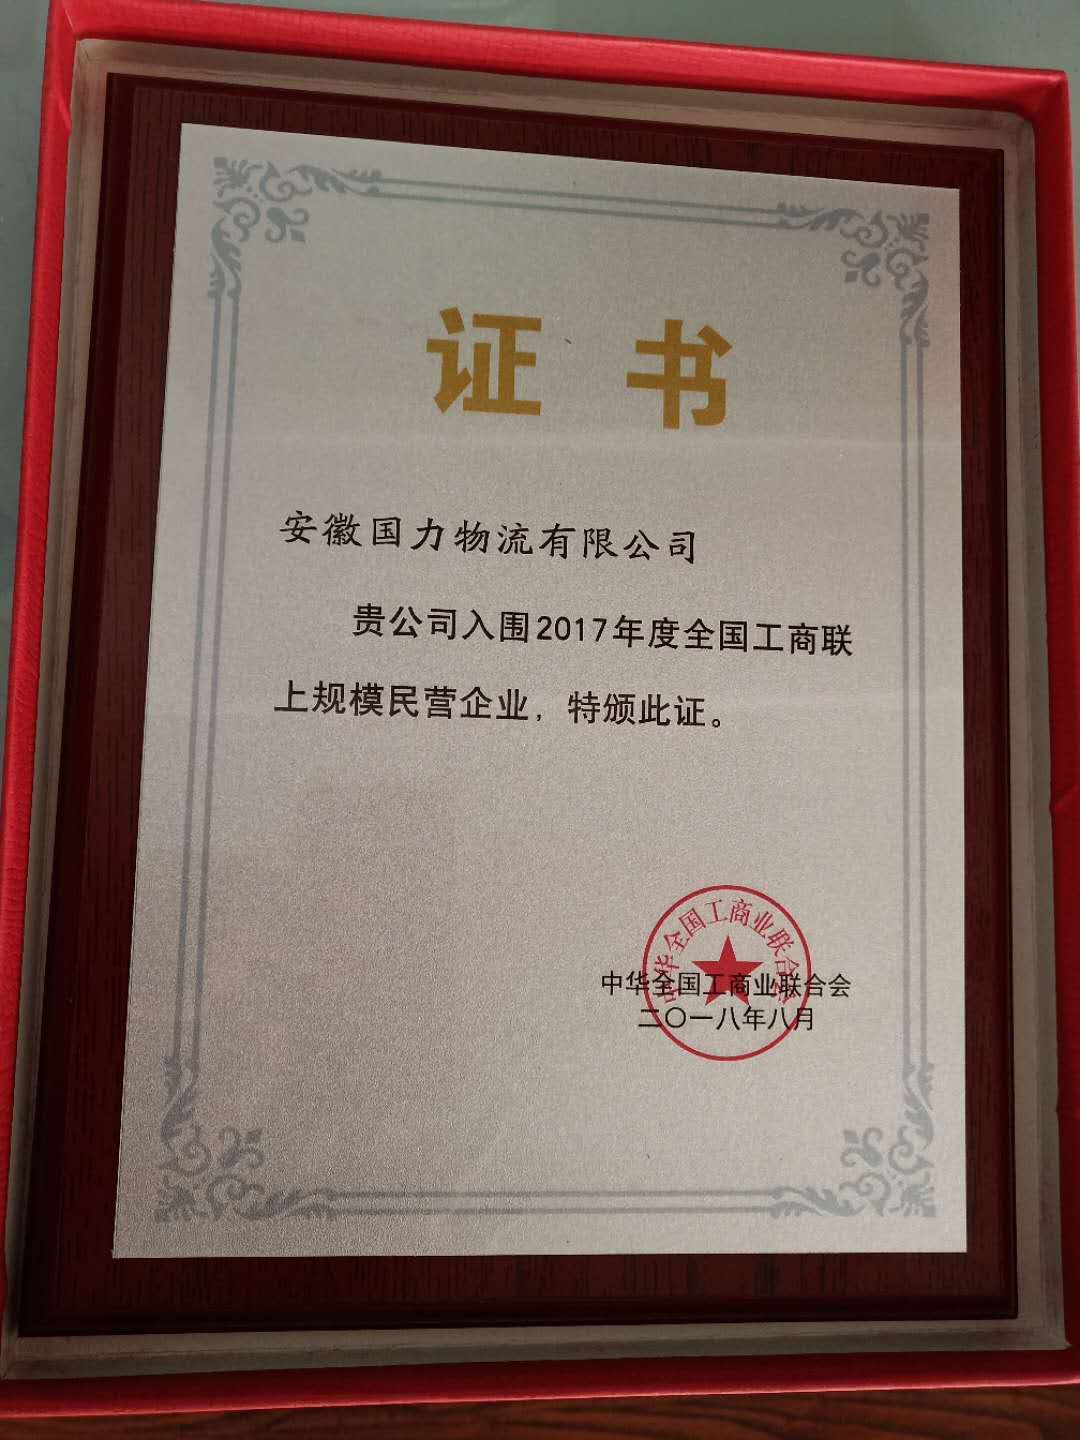 证书
安徽国力物流有限公司
贵公司入围2017年度全国工商联
上规模民营企业，特颁此证。
中华全国工商业联合会
中华全国工商业联合会
二〇一八年八月